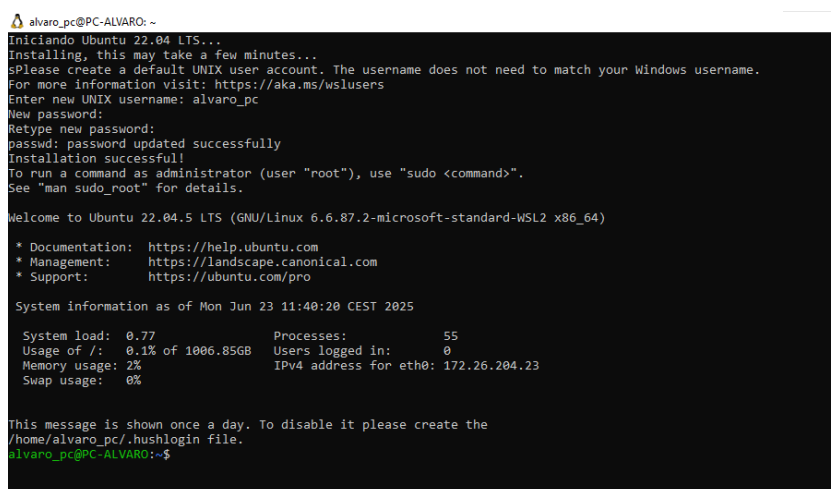 alvaro_pc@PC-ALVARO: ~
Iniciando Ubuntu 22.04 LTS...
Installing, this may take a few minutes...
sPlease create a default UNIX user account. The username does not need to match your Windows username.
For more information visit: https://aka.ms/wslusers
Enter new UNIX username: alvaro_pc
New password:
Retype new password:
passwd: password updated successfully
Installation successful!
To run a command as administrator (user "root"), use "sudo <command>".
See "man sudo_root" for details.
Welcome to Ubuntu 22.04.5 LTS (GNU/Linux 6.6.87.2-microsoft-standard-WSL2 x86_64)
* Documentation:  https://help.ubuntu.com
* Management:     https://landscape.canonical.com
* Support:        https://ubuntu.com/pro
System information as of Mon Jun 23 11:40:20 CEST 2025
System load:  0.77                Processes:             55
Usage of /:   0.1% of 1006.85GB   Users logged in:       0
Memory usage: 2%                  IPv4 address for eth0: 172.26.204.23
Swap usage:   0%
This message is shown once a day. To disable it please create the
/home/alvaro_pc/.hushlogin file.
alvaro_pc@PC-ALVARO:~$